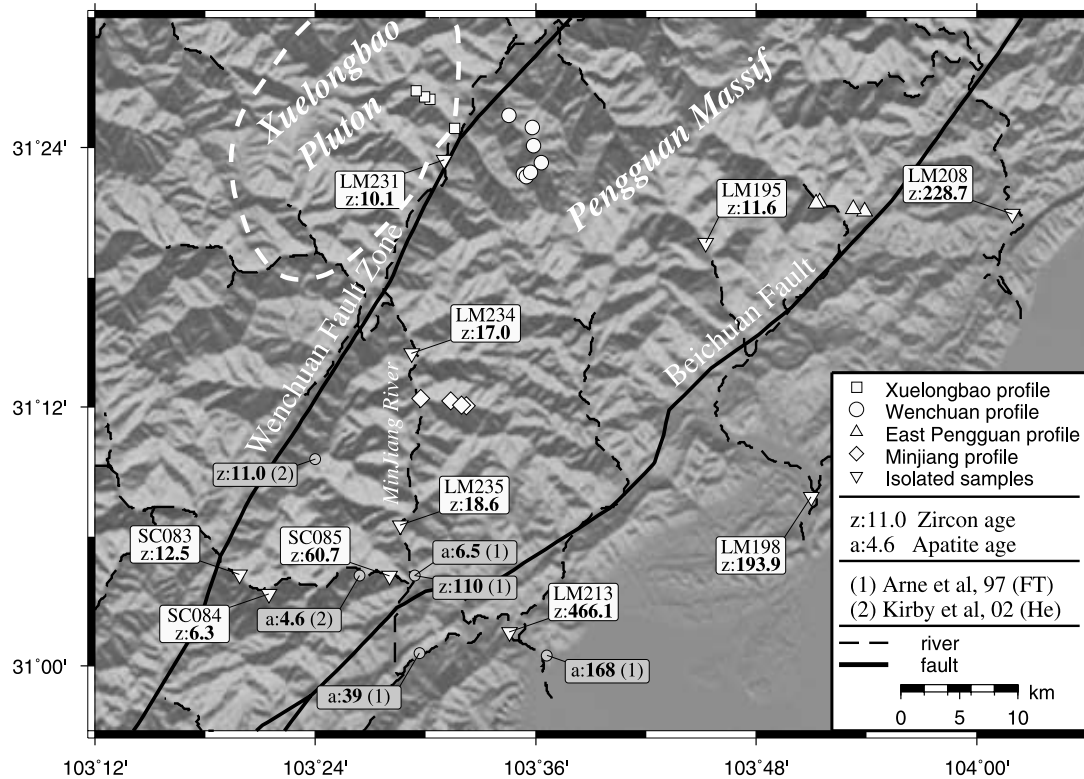 Xuelongbao
Pluton
Pengguan Massif
31°24'
LM231
z:10.1
LM195
z:11.6
LM208
z:228.7
Wenchuan Fault Zone
LM234
z:17.0
Beichuan Fault
31°12'
MinJiang River
z:11.0 (2)
LM235
z:18.6
SC083
z:12.5
SC085
z:60.7
a:6.5 (1)
z:110 (1)
LM198
z:193.9
SC084
z:6.3
a:4.6 (2)
LM213
z:466.1
31°00'
a:39 (1)
a:168 (1)
Xuelongbao profile
Wenchuan profile
East Pengguan profile
Minjiang profile
Isolated samples
z:11.0 Zircon age
a:4.6 Apatite age
(1) Arne et al, 97 (FT)
(2) Kirby et al, 02 (He)
river
fault
km
0 5 10
103°12' 103°24' 103°36' 103°48' 104°00'